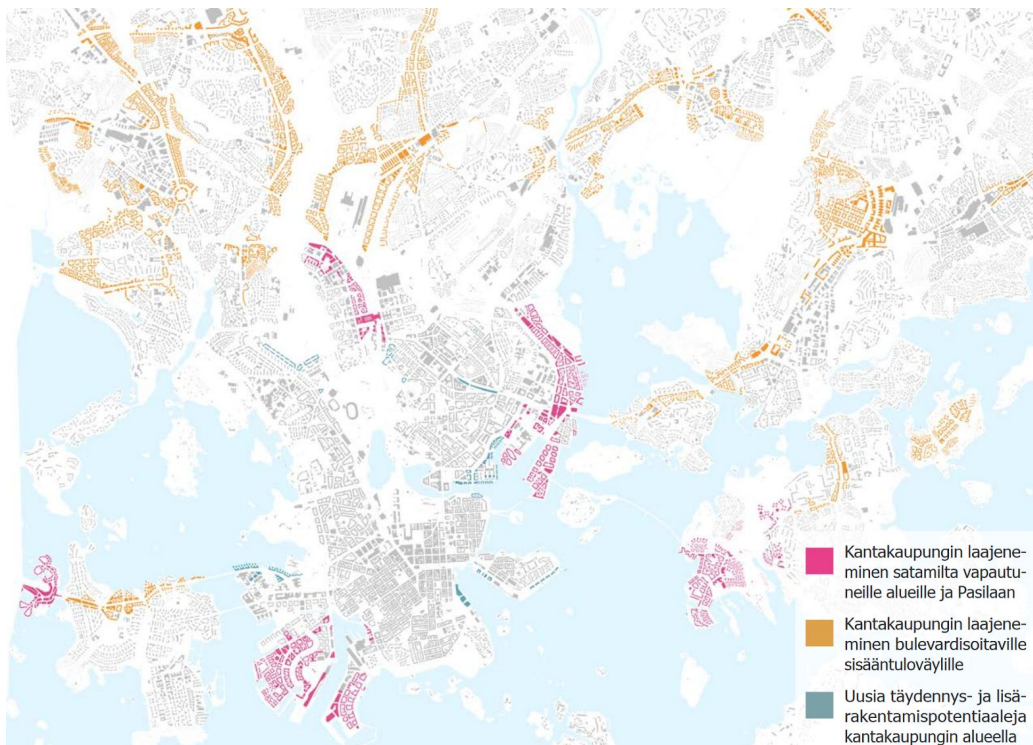 Kantakaupungin laajene-
minen satamilta vapautu-
neille alueille ja Pasilaan
Kantakaupungin laajene-
minen bulevardisoitaville
sisääntuloväylille
Uusia täydennys- ja lisä-
rakentamispotentiaaleja
kantakaupungin alueella